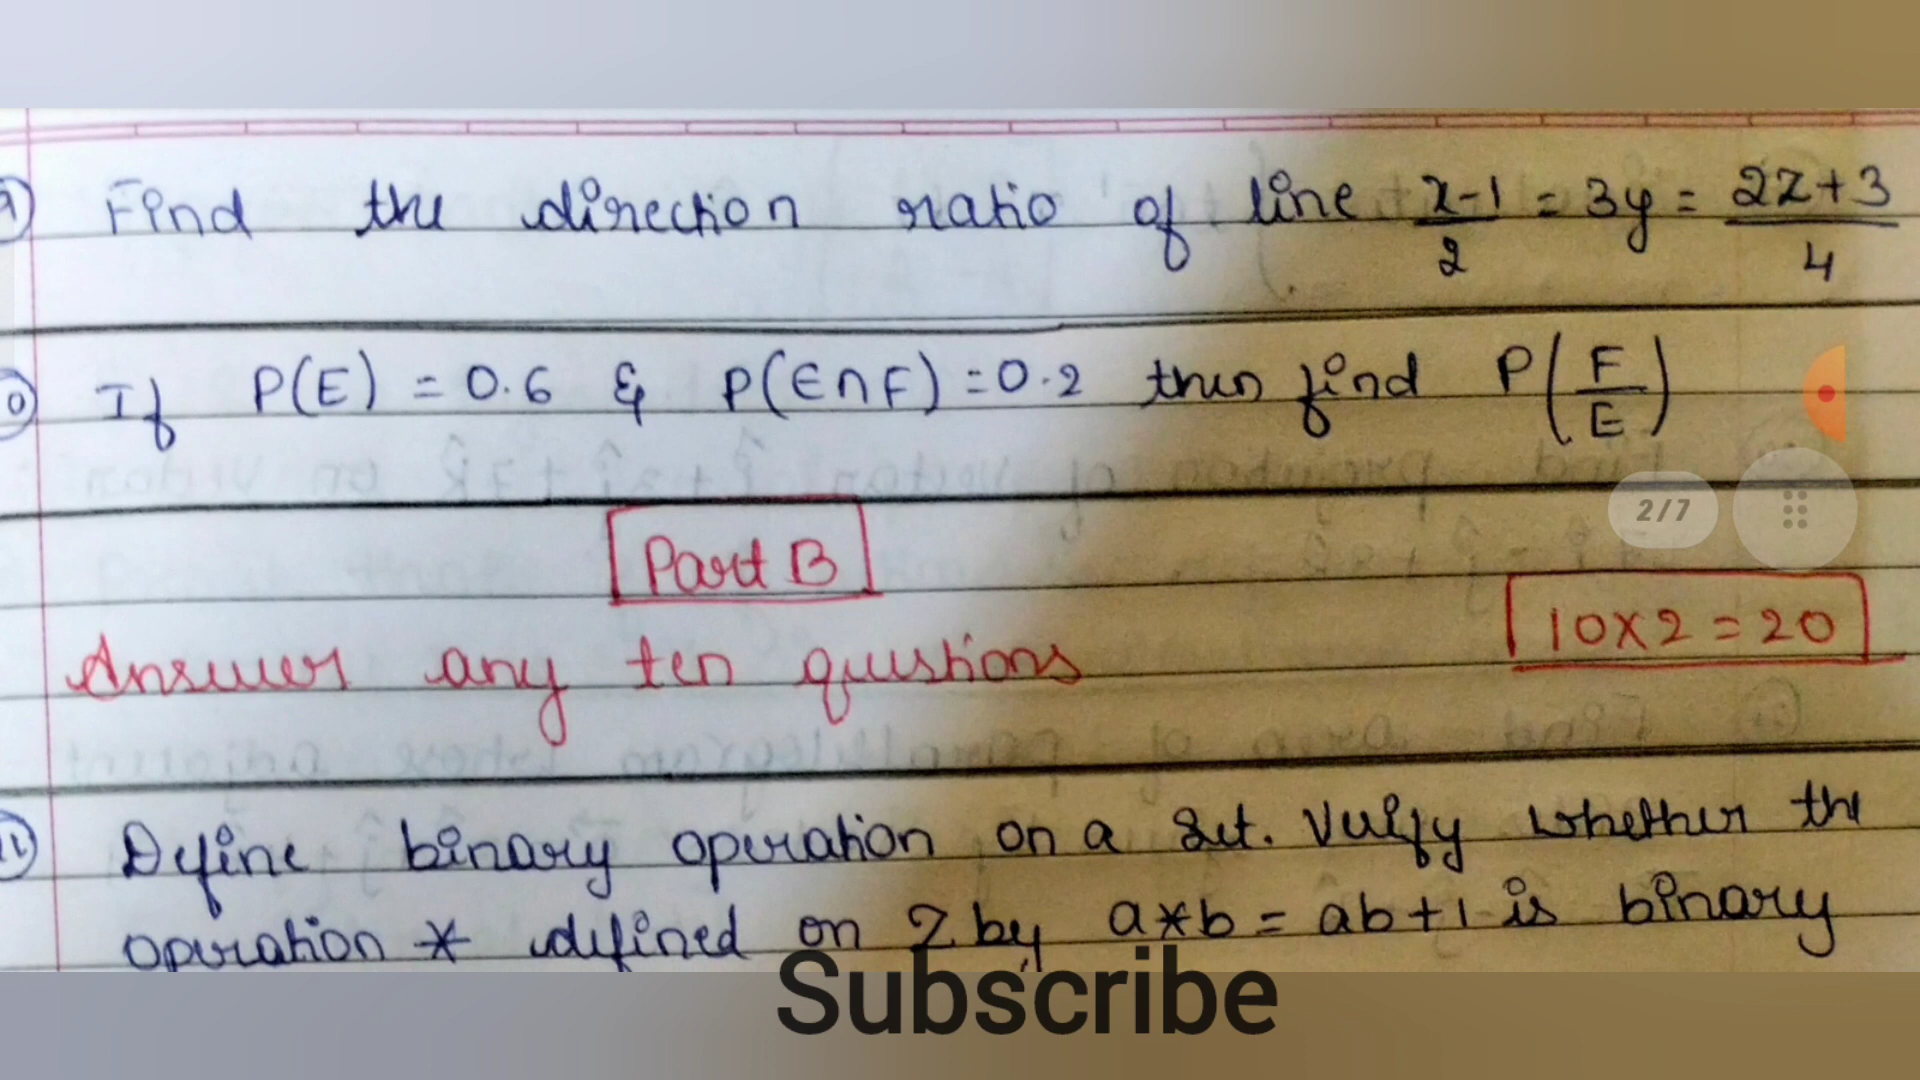 9) Find the direction ratio of line x-1/2 = 3y = 2z+3/4
10) If P(E) = 0.6 & P(E∩F) = 0.2 then find P(F/E)
2/7
Part B
10x2 = 20
Answer any ten questions
11) Define binary operation on a set. Verify whether the
operation * defined on Z by a*b = ab+1 is binary
Subscribe